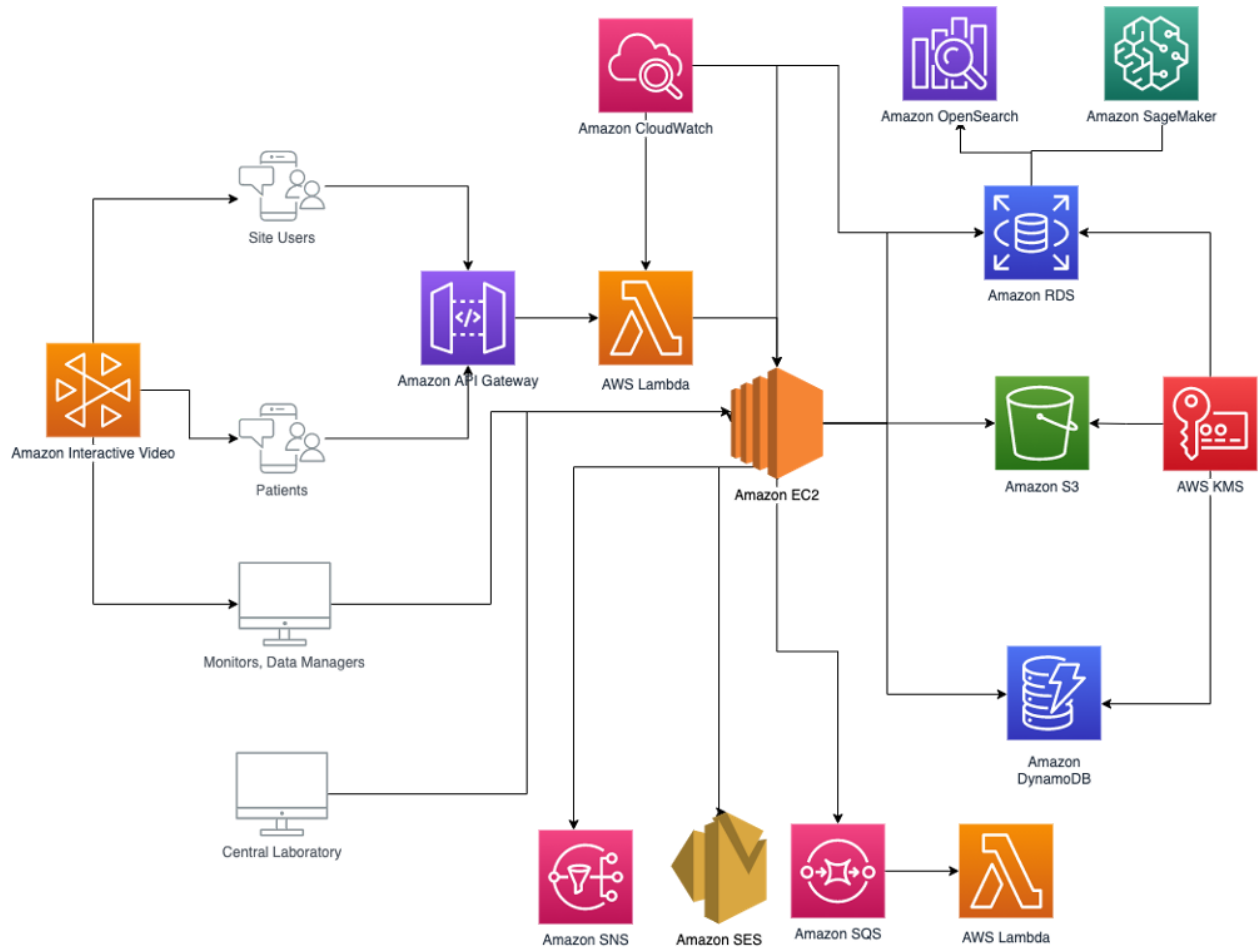 Amazon CloudWatch
Amazon OpenSearch
Amazon SageMaker
Site Users
Amazon RDS
Amazon API Gateway
</>
AWS Lambda
Amazon Interactive Video
Patients
Amazon EC2
Amazon S3
AWS KMS
Monitors, Data Managers
Amazon
DynamoDB
Central Laboratory
Amazon SNS
Amazon SES
Amazon SQS
AWS Lambda